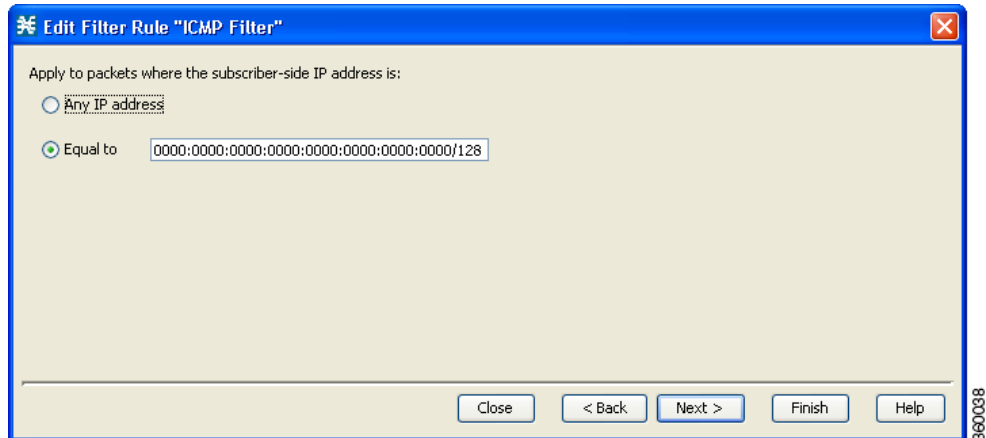 Edit Filter Rule "ICMP Filter"
Apply to packets where the subscriber-side IP address is:
Any IP address
Equal to 0000:0000:0000:0000:0000:0000:0000:0000/128
Close < Back Next > Finish Help
360038